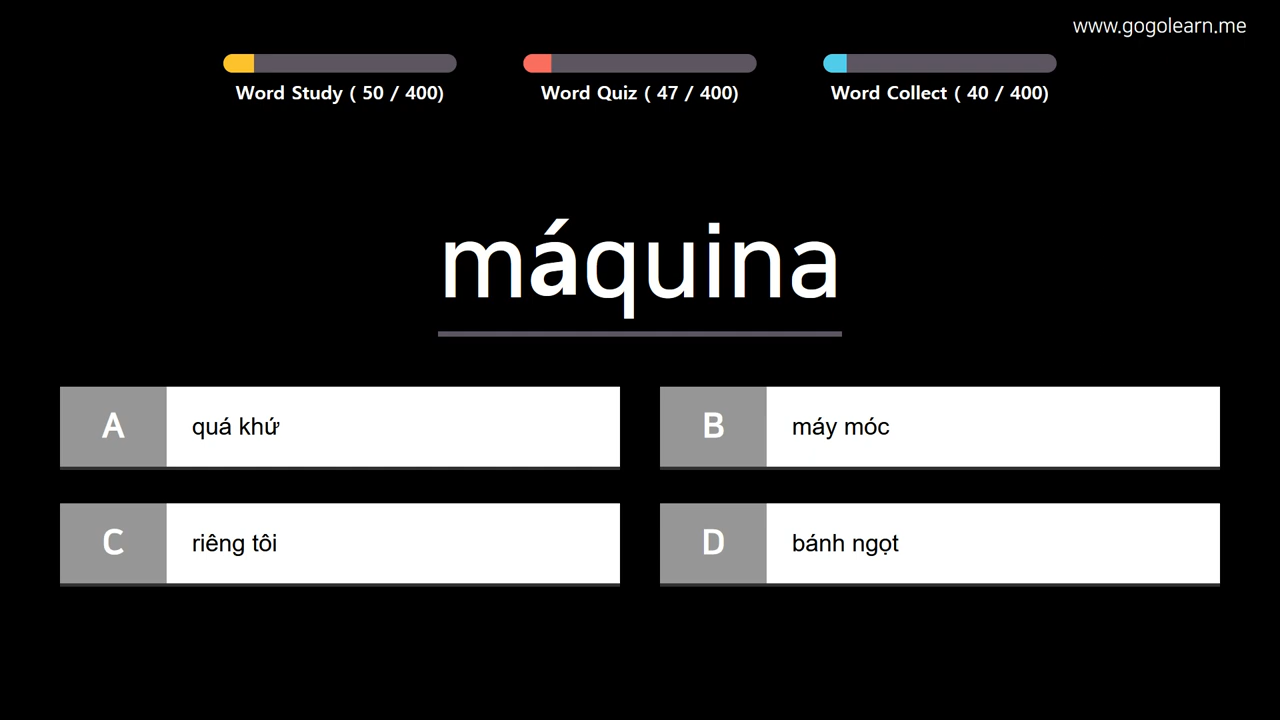 www.gogolearn.me
Word Study ( 50 / 400)
Word Quiz ( 47 / 400)
Word Collect ( 40 / 400)
máquina
A
quá khứ
B
máy móc
C
riêng tôi
D
bánh ngọt